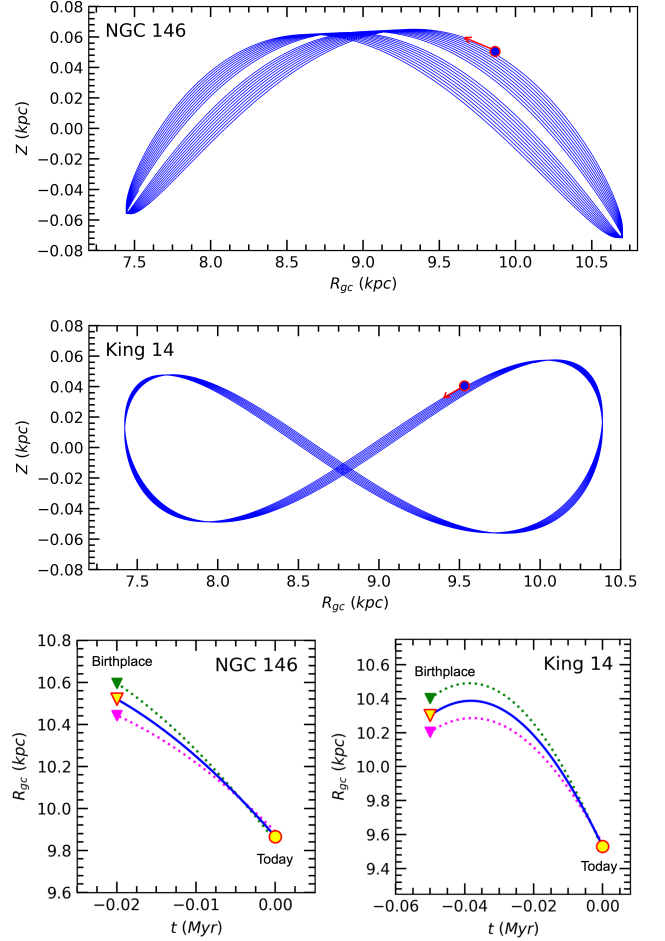 NGC 146
0.08
0.06
0.04
0.02
0.00
−0.02
−0.04
−0.06
−0.08
Z (kpc)
7.5 8.0 8.5 9.0 9.5 10.0 10.5
Rgc (kpc)
King 14
0.08
0.06
0.04
0.02
0.00
−0.02
−0.04
−0.06
−0.08
Z (kpc)
7.5 8.0 8.5 9.0 9.5 10.0 10.5
Rgc (kpc)
NGC 146
Birthplace
Today
10.8
10.6
10.4
10.2
10.0
9.8
9.6
Rgc (kpc)
−0.02 −0.01 0.00
t (Myr)
King 14
Birthplace
Today
10.6
10.4
10.2
10.0
9.8
9.6
9.4
Rgc (kpc)
−0.06 −0.04 −0.02 0.00
t (Myr)